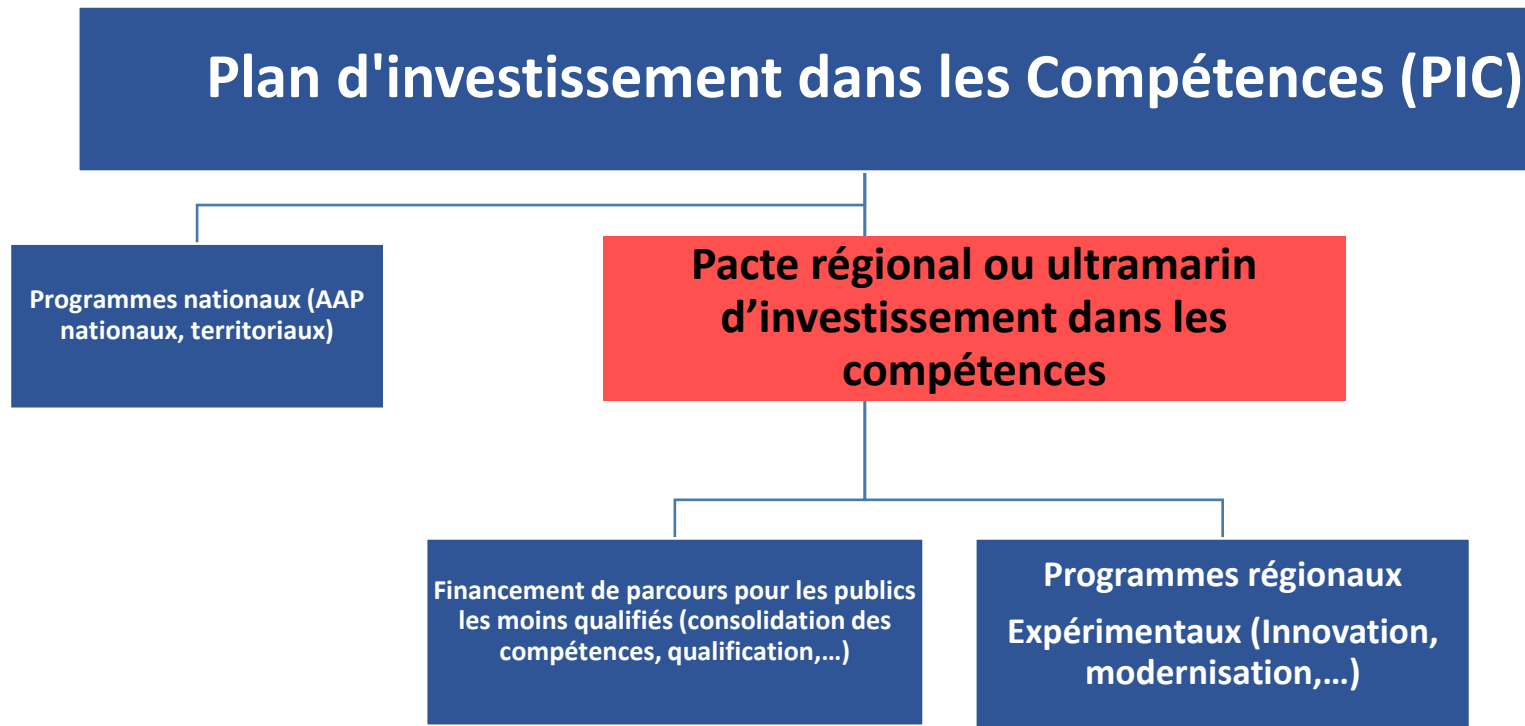 Plan d'investissement dans les Compétences (PIC)
Programmes nationaux (AAP
nationaux, territoriaux)
Pacte régional ou ultramarin
d’investissement dans les
compétences
Financement de parcours pour les publics
les moins qualifiés (consolidation des
compétences, qualification,...)
Programmes régionaux
Expérimentaux (Innovation,
modernisation,...)